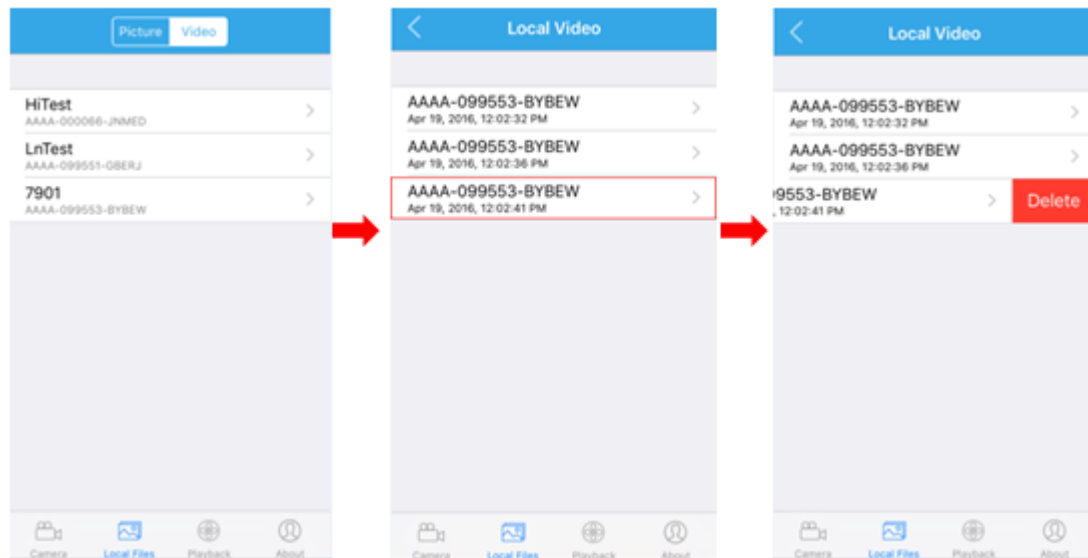 Picture Video
HiTest
AAAA-000066-JNMED
LnTest
AAAA-099551-GBERJ
7901
AAAA-099553-BYBEW
Camera Local Files Playback About
Local Video
AAAA-099553-BYBEW
Apr 19, 2016, 12:02:32 PM
AAAA-099553-BYBEW
Apr 19, 2016, 12:02:36 PM
AAAA-099553-BYBEW
Apr 19, 2016, 12:02:41 PM
Camera Local Files Playback About
Local Video
AAAA-099553-BYBEW
Apr 19, 2016, 12:02:32 PM
AAAA-099553-BYBEW
Apr 19, 2016, 12:02:36 PM
9553-BYBEW Delete
, 12:02:41 PM
Camera Local Files Playback About